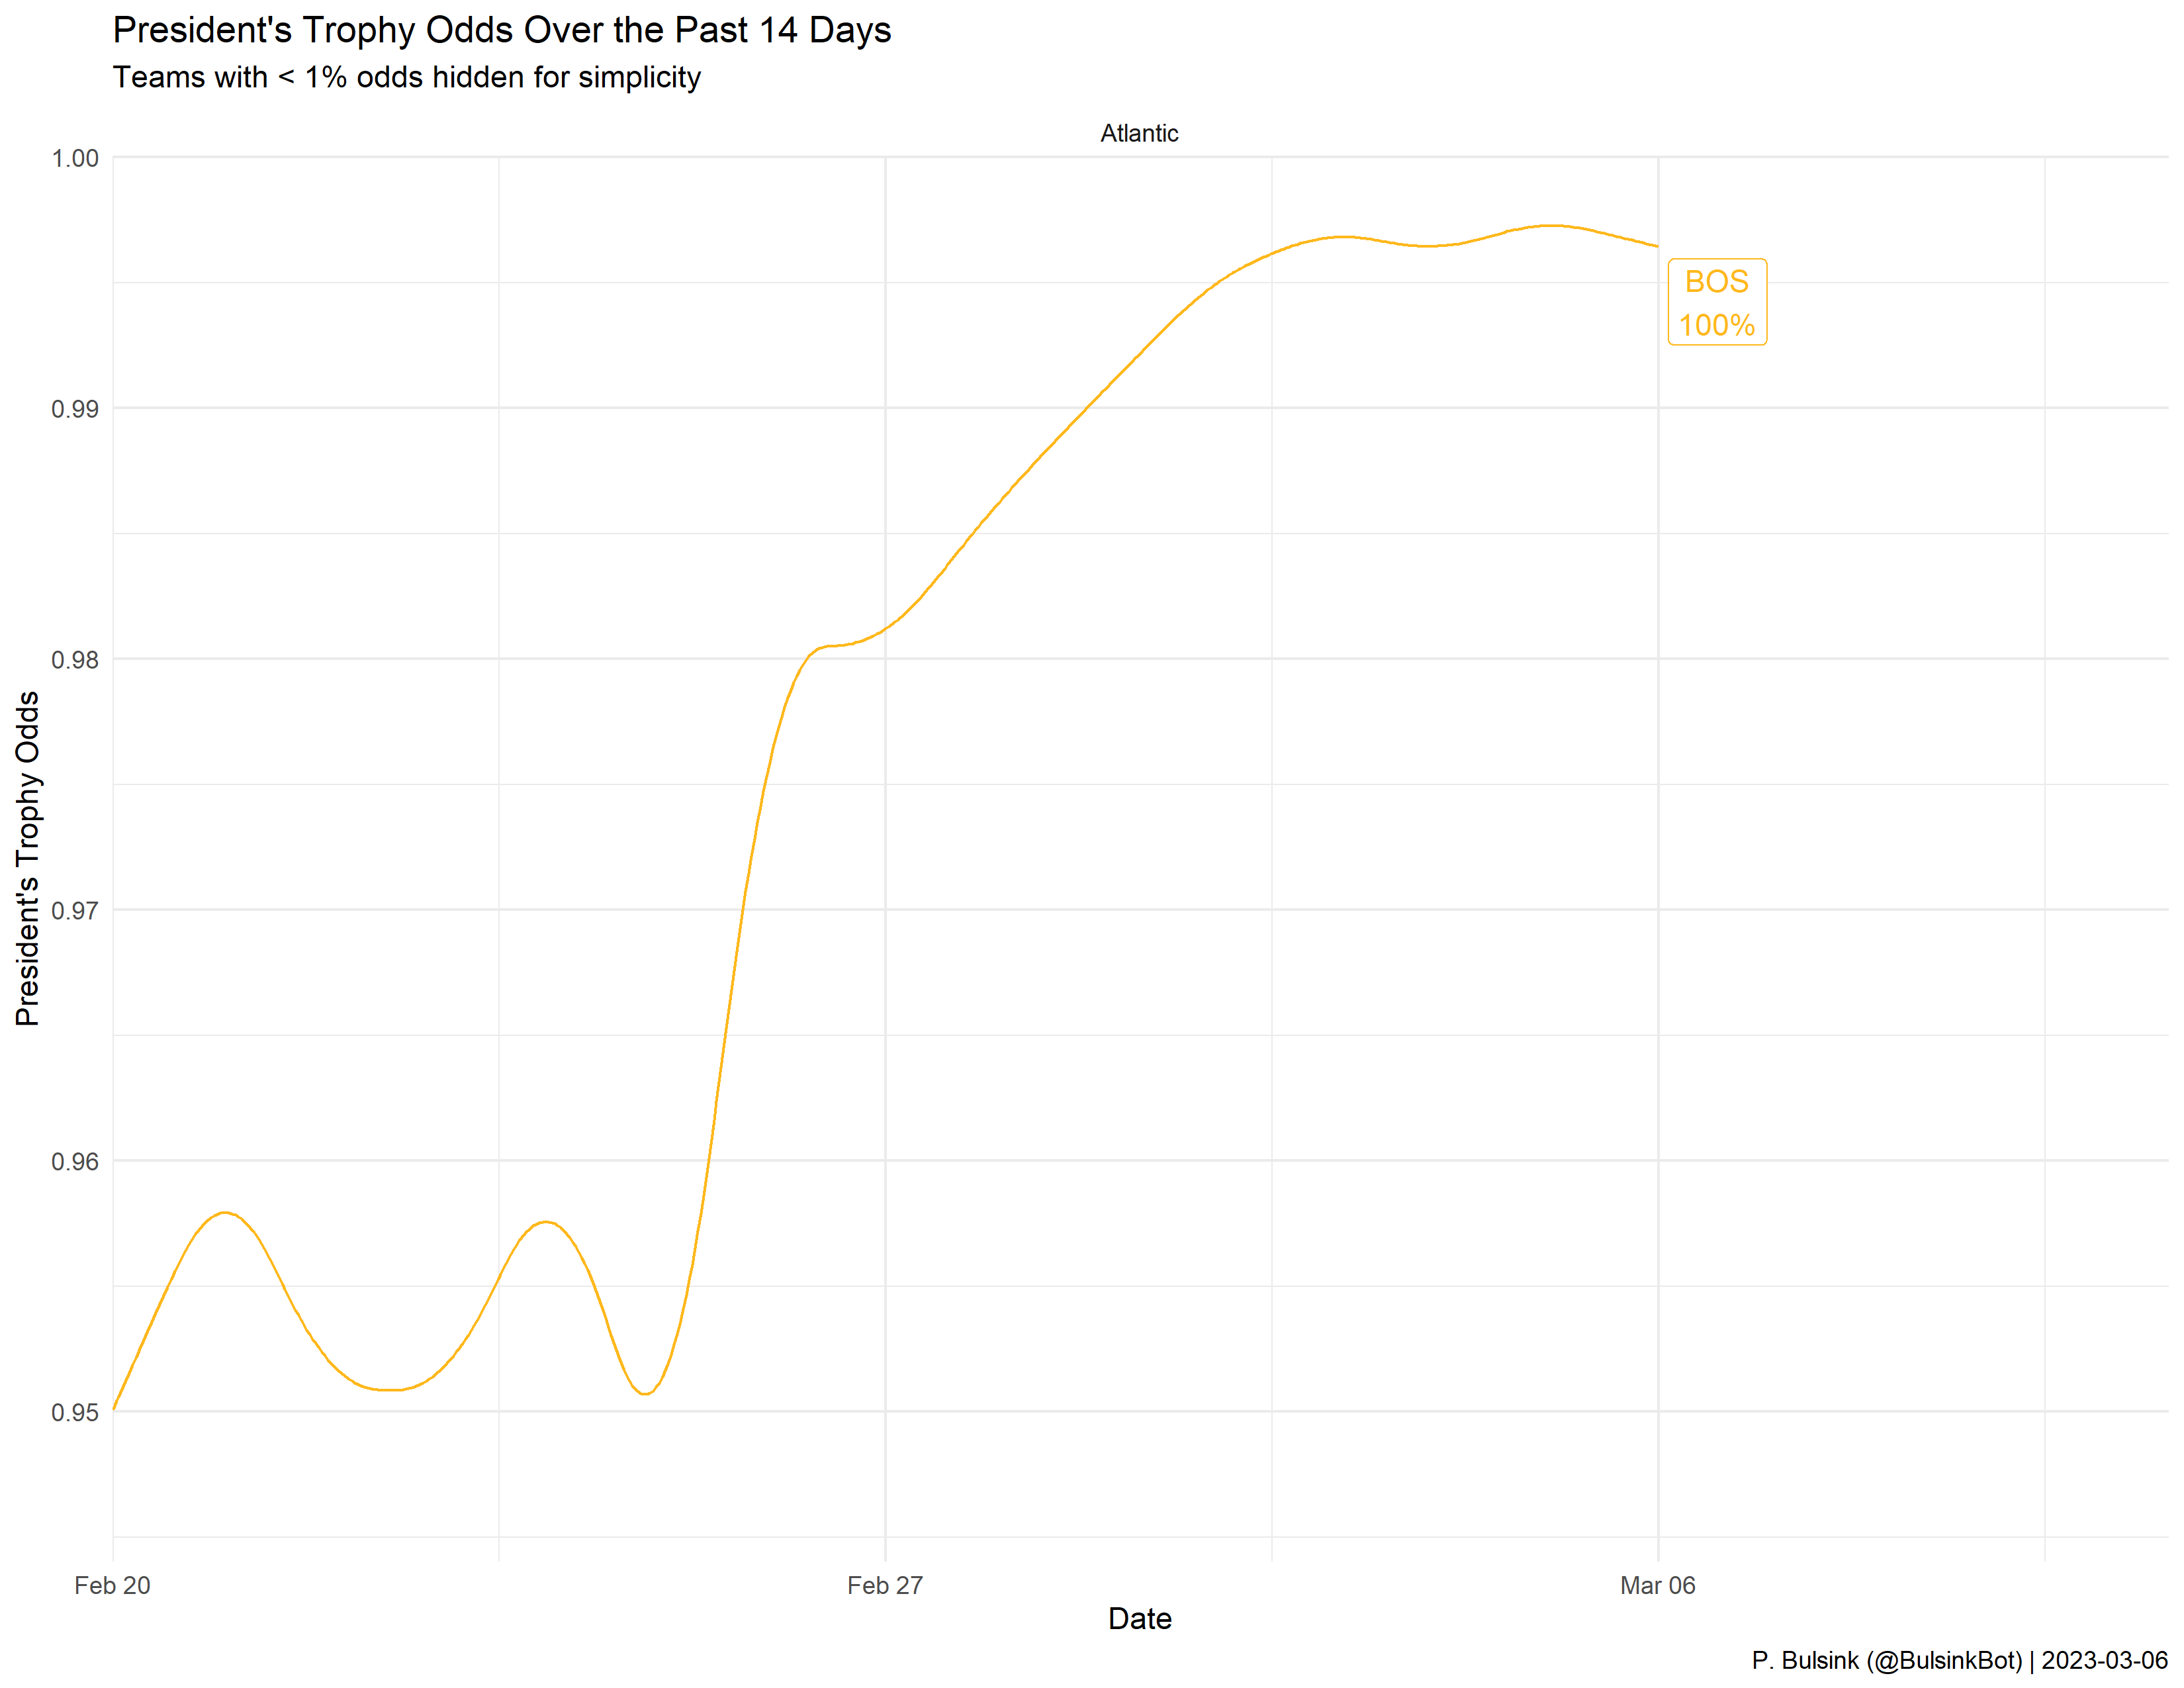 President's Trophy Odds Over the Past 14 Days
Teams with < 1% odds hidden for simplicity
Atlantic
1.00
0.99
0.98
0.97
0.96
0.95
President's Trophy Odds
BOS
100%
Feb 20
Feb 27
Mar 06
Date
P. Bulsink (@BulsinkBot) | 2023-03-06